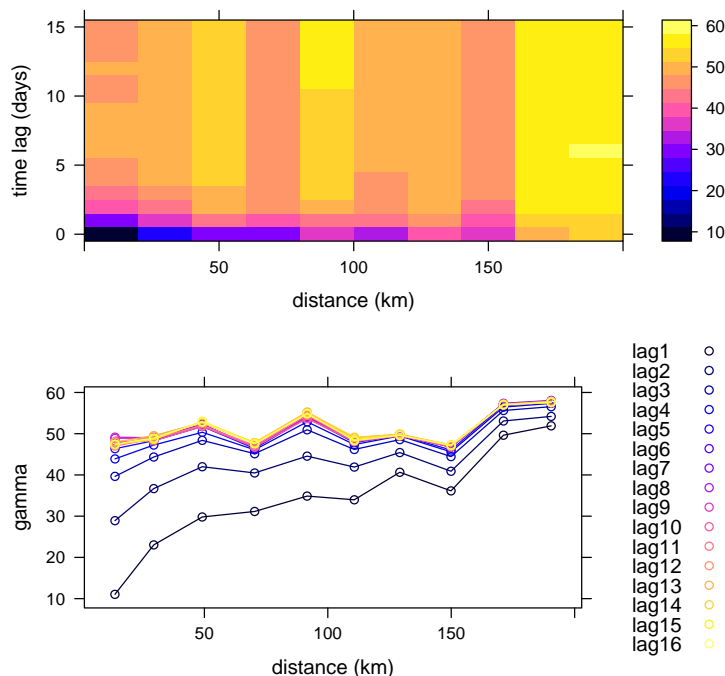 15
10
5
0
time lag (days)
50
100
150
distance (km)
60
50
40
30
20
10
60
50
40
30
20
10
gamma
50
100
150
distance (km)
lag1
lag2
lag3
lag4
lag5
lag6
lag7
lag8
lag9
lag10
lag11
lag12
lag13
lag14
lag15
lag16